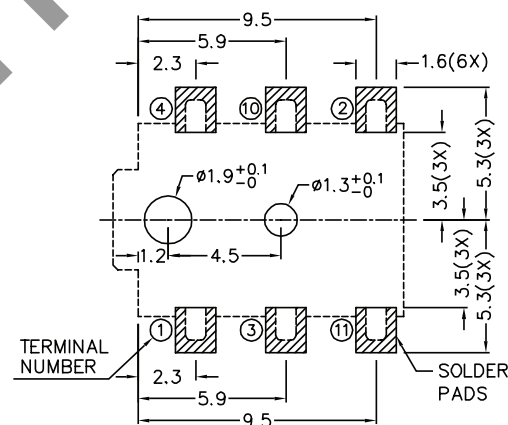 9.5
5.9
2.3
1.6(6X)
4
10
2
3.5(3X)
5.3(3X)
ø1.9+0.1 -0
ø1.3+0.1 -0
1.2
4.5
3.5(3X)
5.3(3X)
1
3
11
TERMINAL
NUMBER
2.3
SOLDER
PADS
5.9
9.5